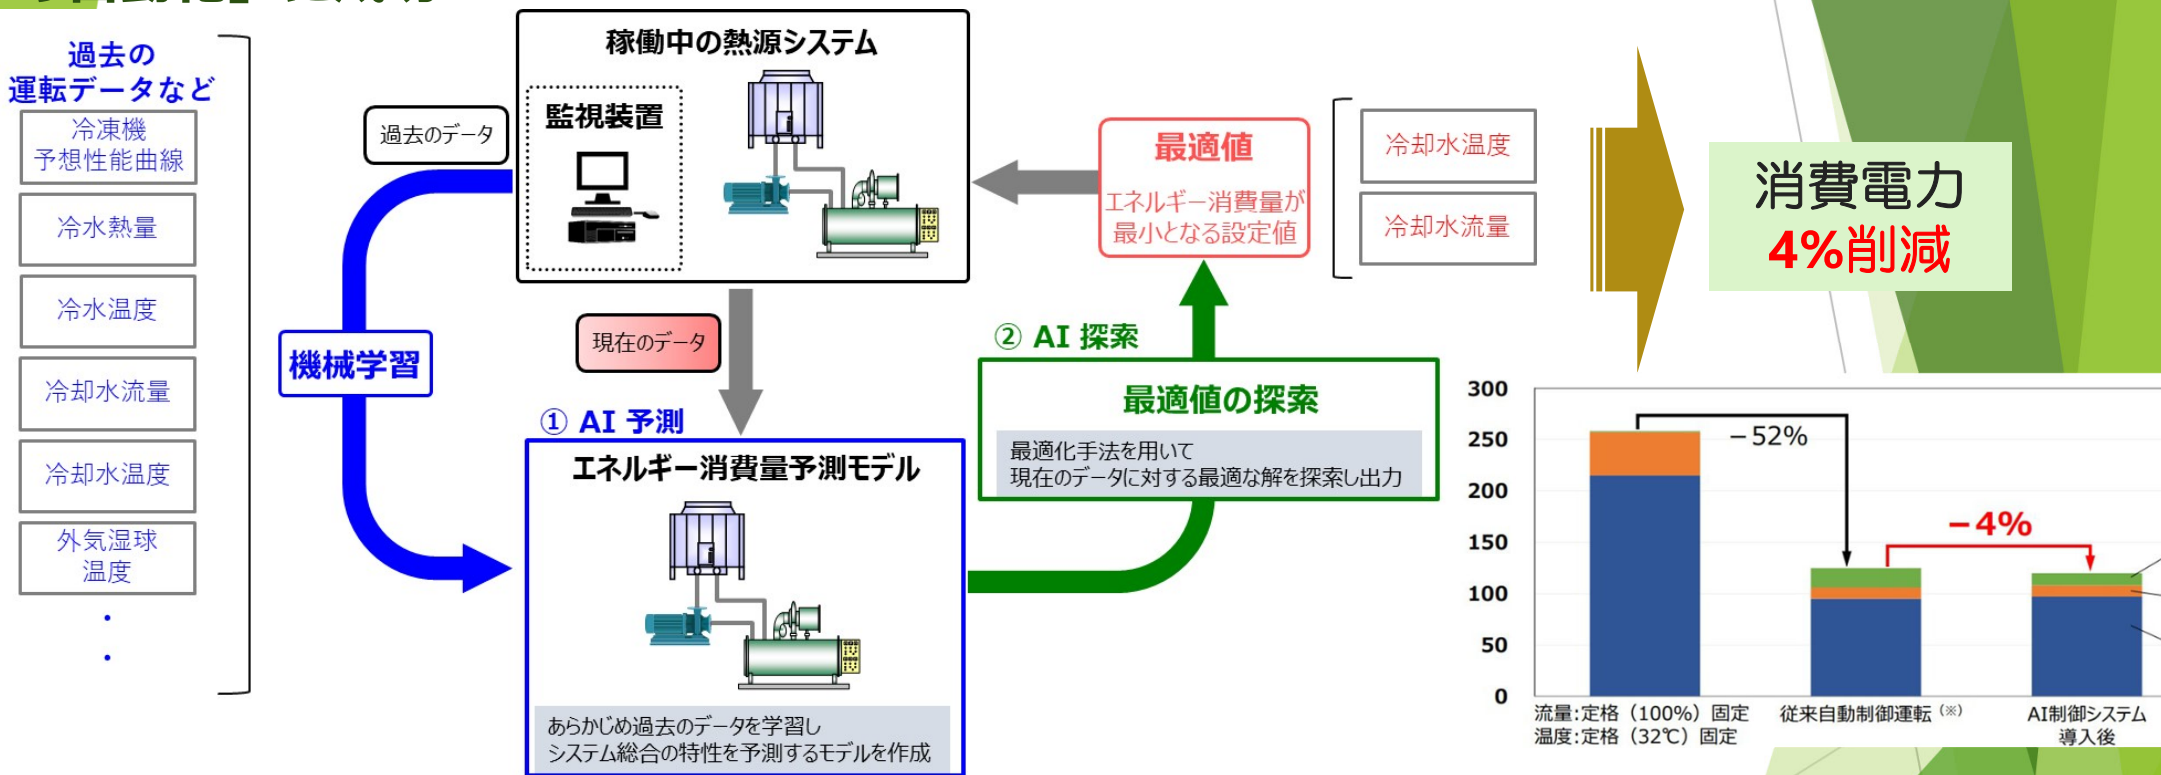 過去の
運転データなど
冷凍機
予想性能曲線
冷水熱量
冷水温度
冷却水流量
冷却水温度
外気湿球
温度
・
・
過去のデータ
機械学習
稼働中の熱源システム
監視装置
現在のデータ
① AI 予測
エネルギー消費量予測モデル
あらかじめ過去のデータを学習し
システム総合の特性を予測するモデルを作成
② AI 探索
最適値の探索
最適化手法を用いて
現在のデータに対する最適な解を探索し出力
最適値
エネルギー消費量が
最小となる設定値
冷却水温度
冷却水流量
消費電力
4%削減
300
250
200
150
100
50
0
－52%
－4%
流量:定格（100%）固定
温度:定格（32℃）固定
従来自動制御運転（※）
AI制御システム
導入後